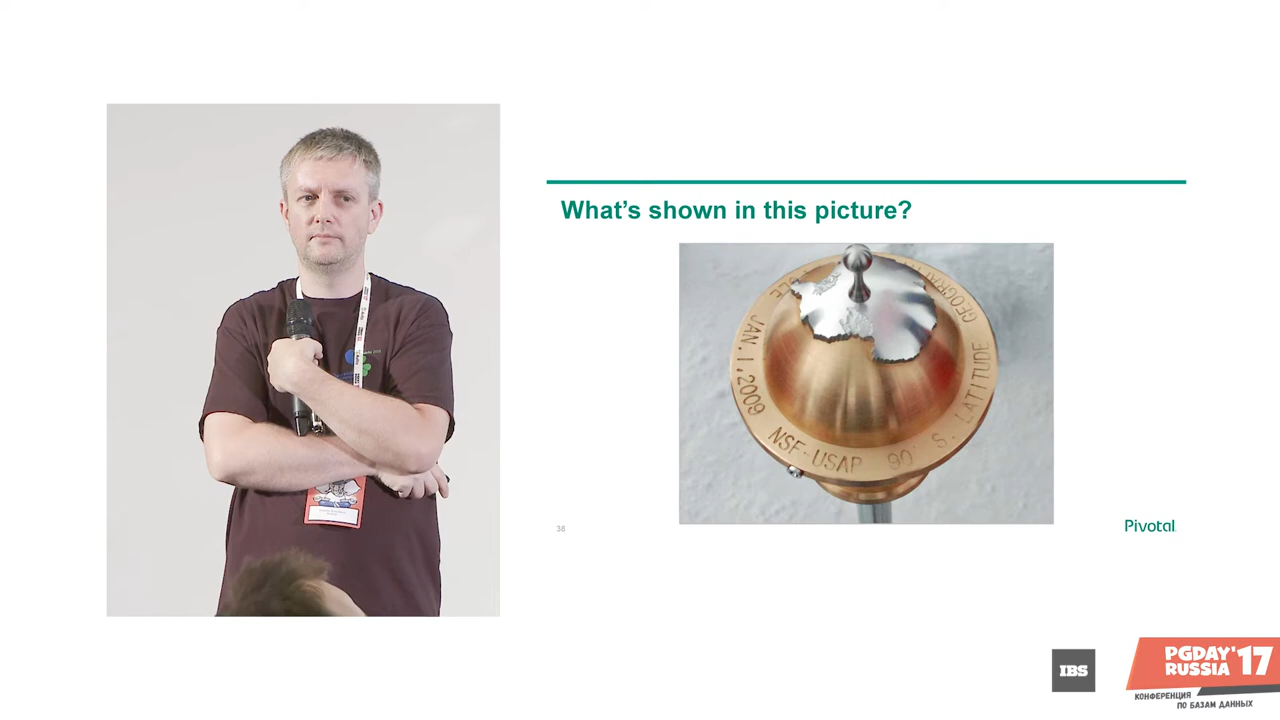 What's shown in this picture?
POLE JAN. 1, 2009 NSF-USAP 90° S. LATITUDE
38
Pivotal
IBS
PGDAY'17
RUSSIA
КОНФЕРЕНЦИЯ
ПО БАЗАМ ДАННЫХ